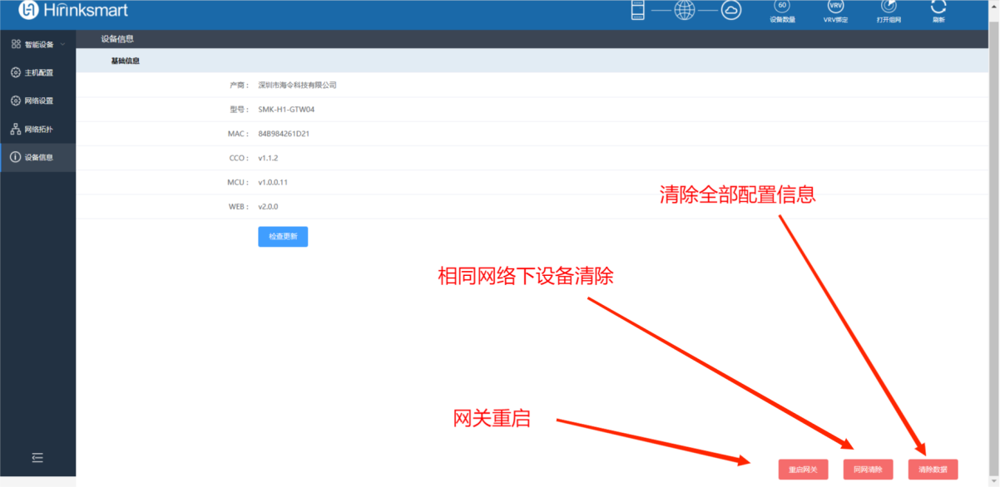 Hirinksmart
60
设备数量
VRV
VRV绑定
打开组网
刷新
智能设备
主机配置
网络设置
网络拓扑
设备信息
设备信息
基础信息
产商： 深圳市海令科技有限公司
型号： SMK-H1-GTW04
MAC： 84B984261D21
CCO： v1.1.2
MCU： v1.0.0.11
WEB： v2.0.0
检查更新
清除全部配置信息
相同网络下设备清除
网关重启
重启网关
同网清除
清除数据